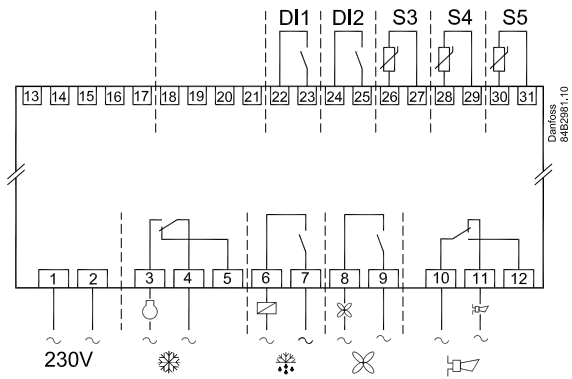 DI1 DI2 S3 S4 S5
13 14 15 16 17 18 19 20 21 22 23 24 25 26 27 28 29 30 31
Danfoss
84B2981.10
1 2 3 4 5 6 7 8 9 10 11 12
230V